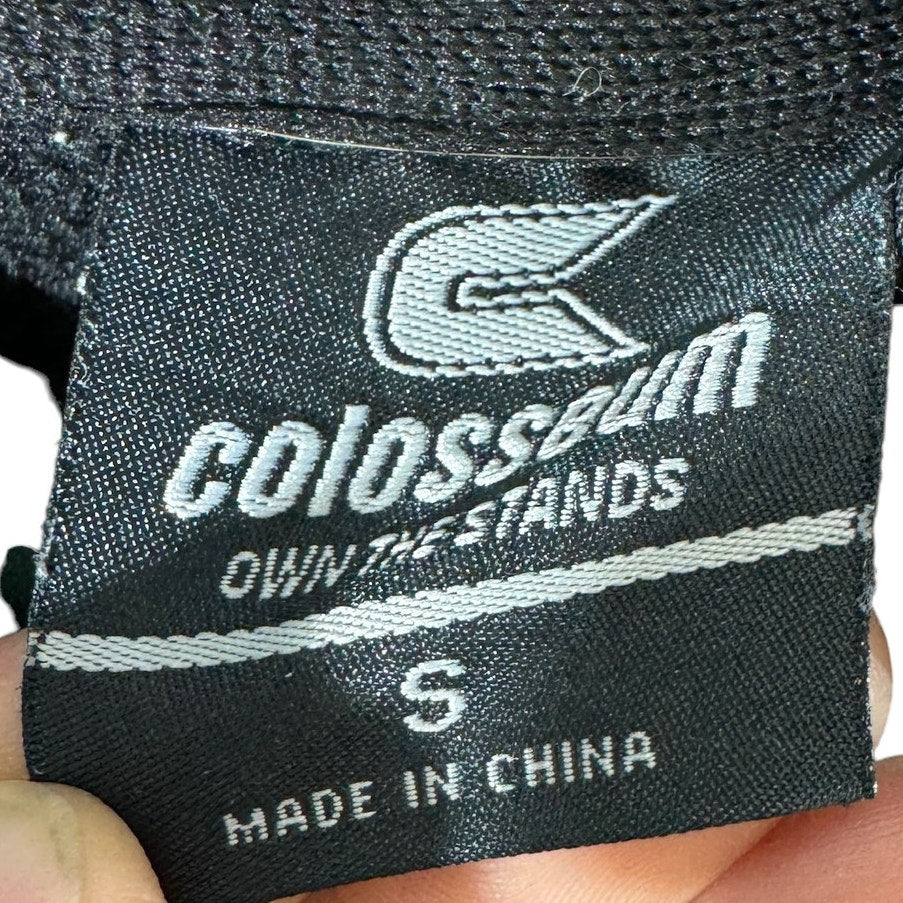 colosseum
OWN THE STANDS
S
MADE IN CHINA